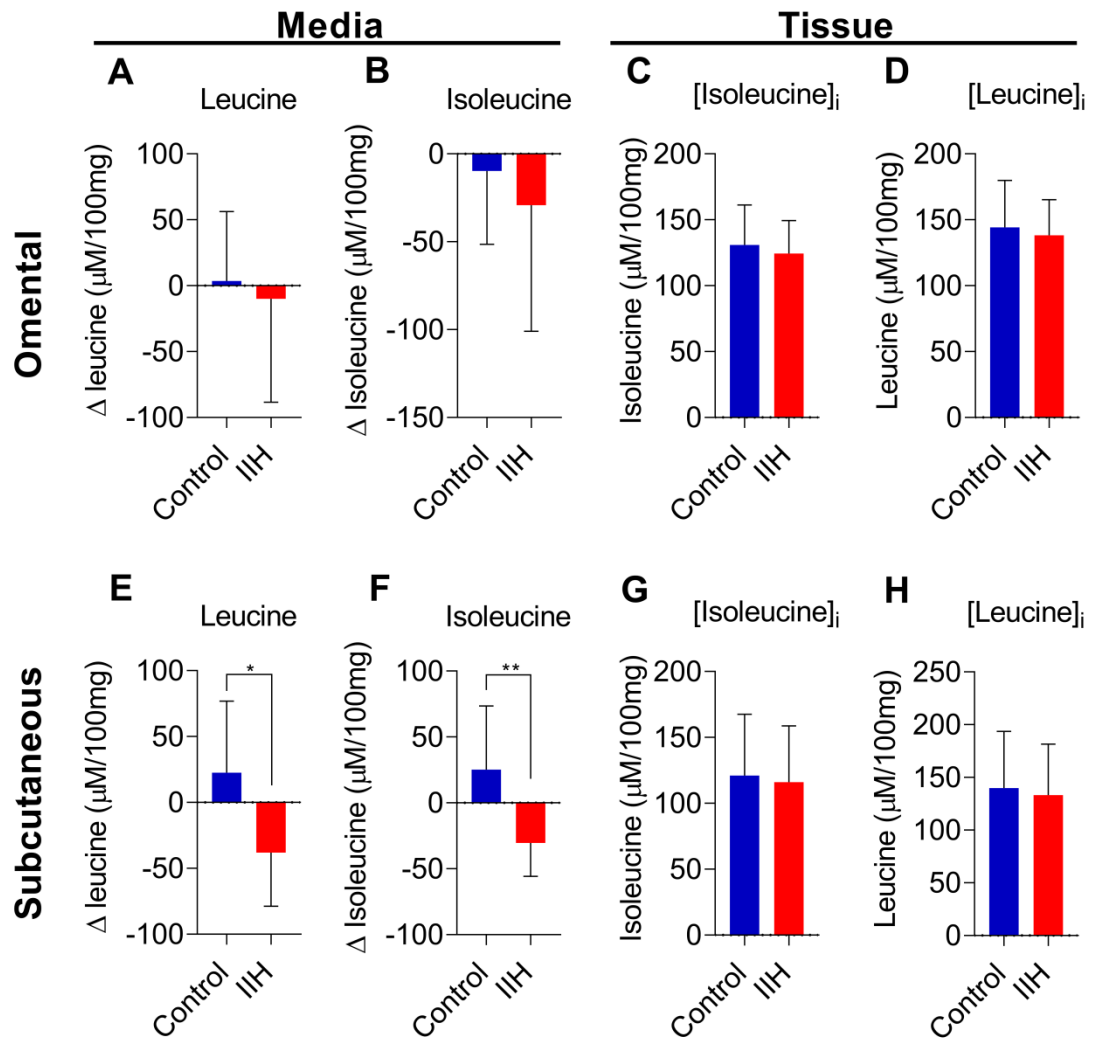 Media
Tissue
A
Leucine
Δ leucine (μM/100mg)
100
50
0
-50
-100
Control
IIH
B
Isoleucine
Δ Isoleucine (μM/100mg)
0
-50
-100
-150
Control
IIH
C
[Isoleucine]i
Isoleucine (μM/100mg)
200
150
100
50
0
Control
IIH
D
[Leucine]i
Leucine (μM/100mg)
200
150
100
50
0
Control
IIH
Omental
E
Leucine
Δ leucine (μM/100mg)
100
50
0
-50
-100
*
Control
IIH
F
Isoleucine
Δ Isoleucine (μM/100mg)
100
50
0
-50
-100
**
Control
IIH
G
[Isoleucine]i
Isoleucine (μM/100mg)
200
150
100
50
0
Control
IIH
H
[Leucine]i
Leucine (μM/100mg)
250
200
150
100
50
0
Control
IIH
Subcutaneous